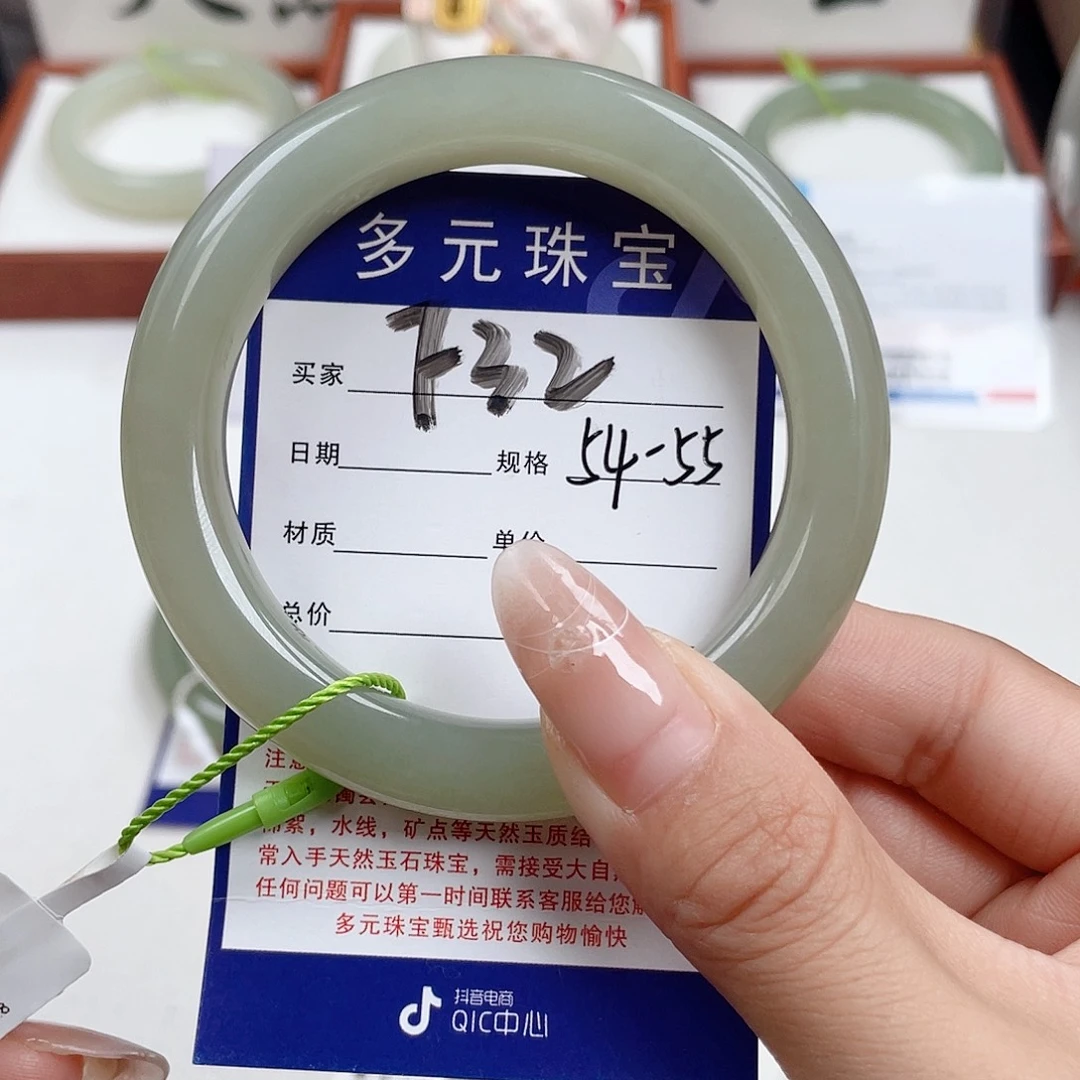 多元珠宝
买家
日期 规格 54-55
材质
总价
注意
絮，水线，矿点等天然玉质结
常入手天然玉石珠宝，需接受大自
任何问题可以第一时间联系客服给您
多元珠宝甄选祝您购物愉快
抖音电商
QIC中心